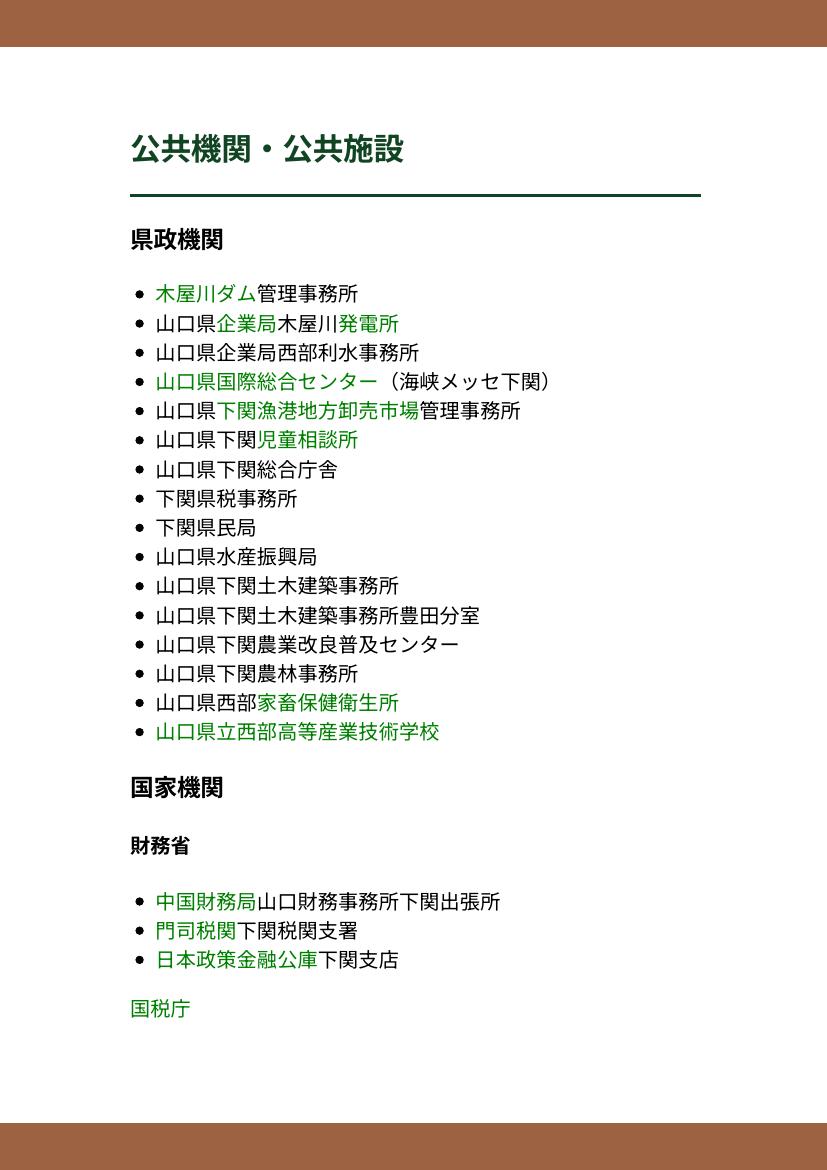 公共機関・公共施設
県政機関
木屋川ダム管理事務所
山口県企業局木屋川発電所
山口県企業局西部利水事務所
山口県国際総合センター（海峡メッセ下関）
山口県下関漁港地方卸売市場管理事務所
山口県下関児童相談所
山口県下関総合庁舎
下関県税事務所
下関県民局
山口県水産振興局
山口県下関土木建築事務所
山口県下関土木建築事務所豊田分室
山口県下関農業改良普及センター
山口県下関農林事務所
山口県西部家畜保健衛生所
山口県立西部高等産業技術学校
国家機関
財務省
中国財務局山口財務事務所下関出張所
門司税関下関税関支署
日本政策金融公庫下関支店
国税庁